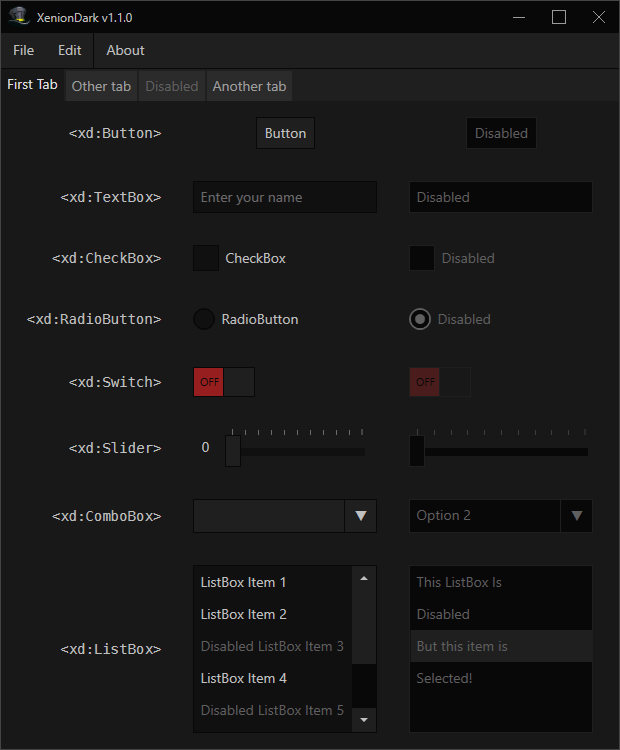 XenionDark v1.1.0
File Edit About
First Tab Other tab Disabled Another tab
<xd:Button> Button Disabled
<xd:TextBox> Enter your name Disabled
<xd:CheckBox> CheckBox Disabled
<xd:RadioButton> RadioButton Disabled
<xd:Switch> OFF OFF
<xd:Slider> 0
<xd:ComboBox> Option 2
ListBox Item 1 This ListBox Is
ListBox Item 2 Disabled
Disabled ListBox Item 3 But this item is
<xd:ListBox>
ListBox Item 4 Selected!
Disabled ListBox Item 5